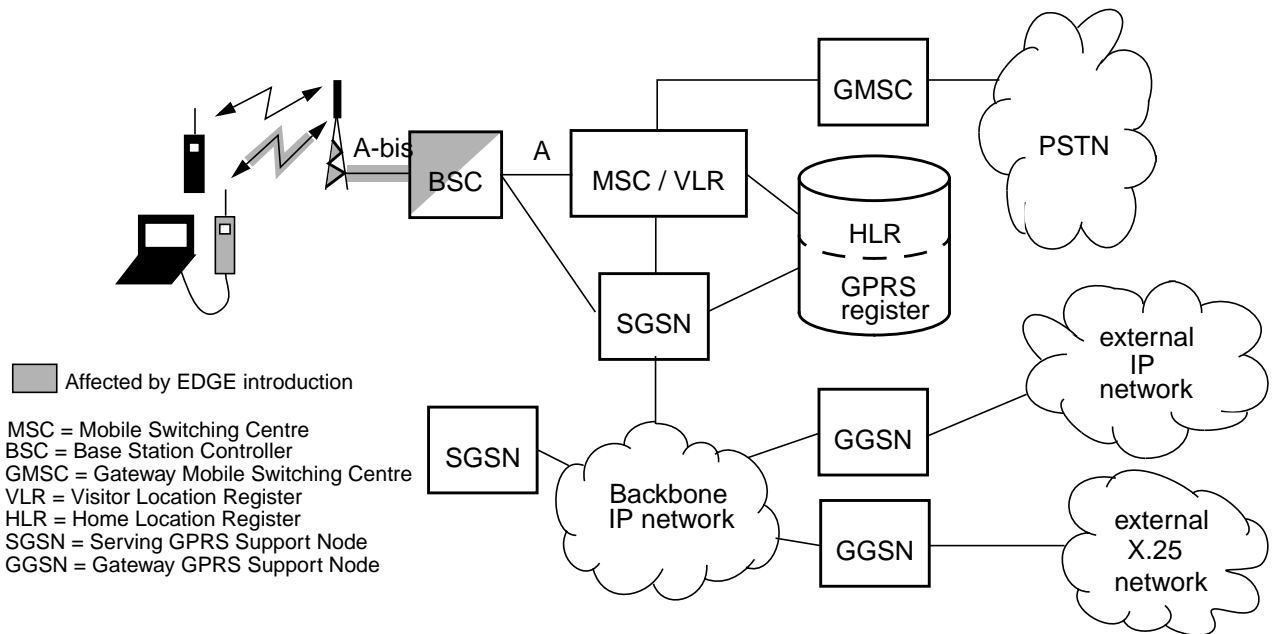 GMSC
PSTN
A-bis
BSC
A
MSC / VLR
HLR
GPRS
register
SGSN
external
IP
network
Affected by EDGE introduction
MSC = Mobile Switching Centre
BSC = Base Station Controller
GMSC = Gateway Mobile Switching Centre
VLR = Visitor Location Register
HLR = Home Location Register
SGSN = Serving GPRS Support Node
GGSN = Gateway GPRS Support Node
SGSN
Backbone
IP network
GGSN
GGSN
external
X.25
network